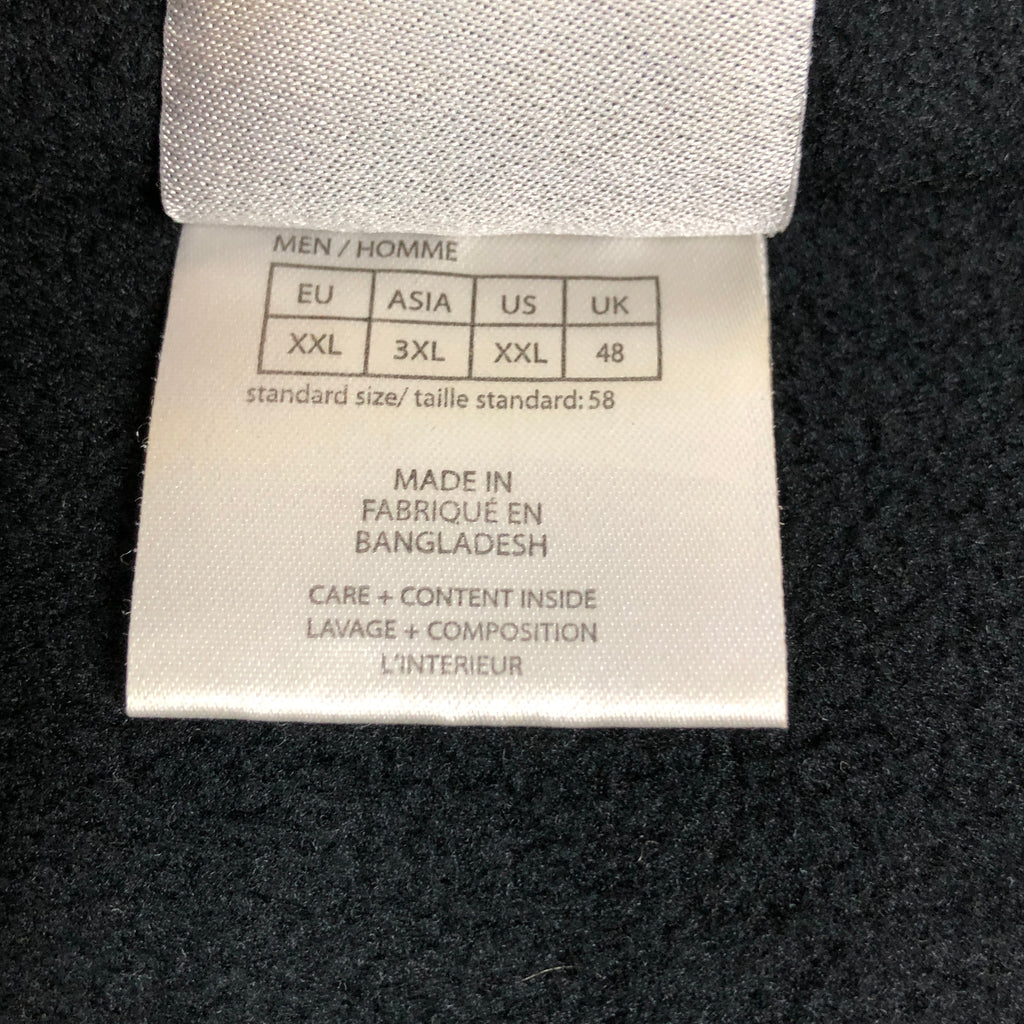 MEN / HOMME
EU ASIA US UK
XXL 3XL XXL 48
standard size/ taille standard: 58
MADE IN
FABRIQUÉ EN
BANGLADESH
CARE + CONTENT INSIDE
LAVAGE + COMPOSITION
L'INTERIEUR